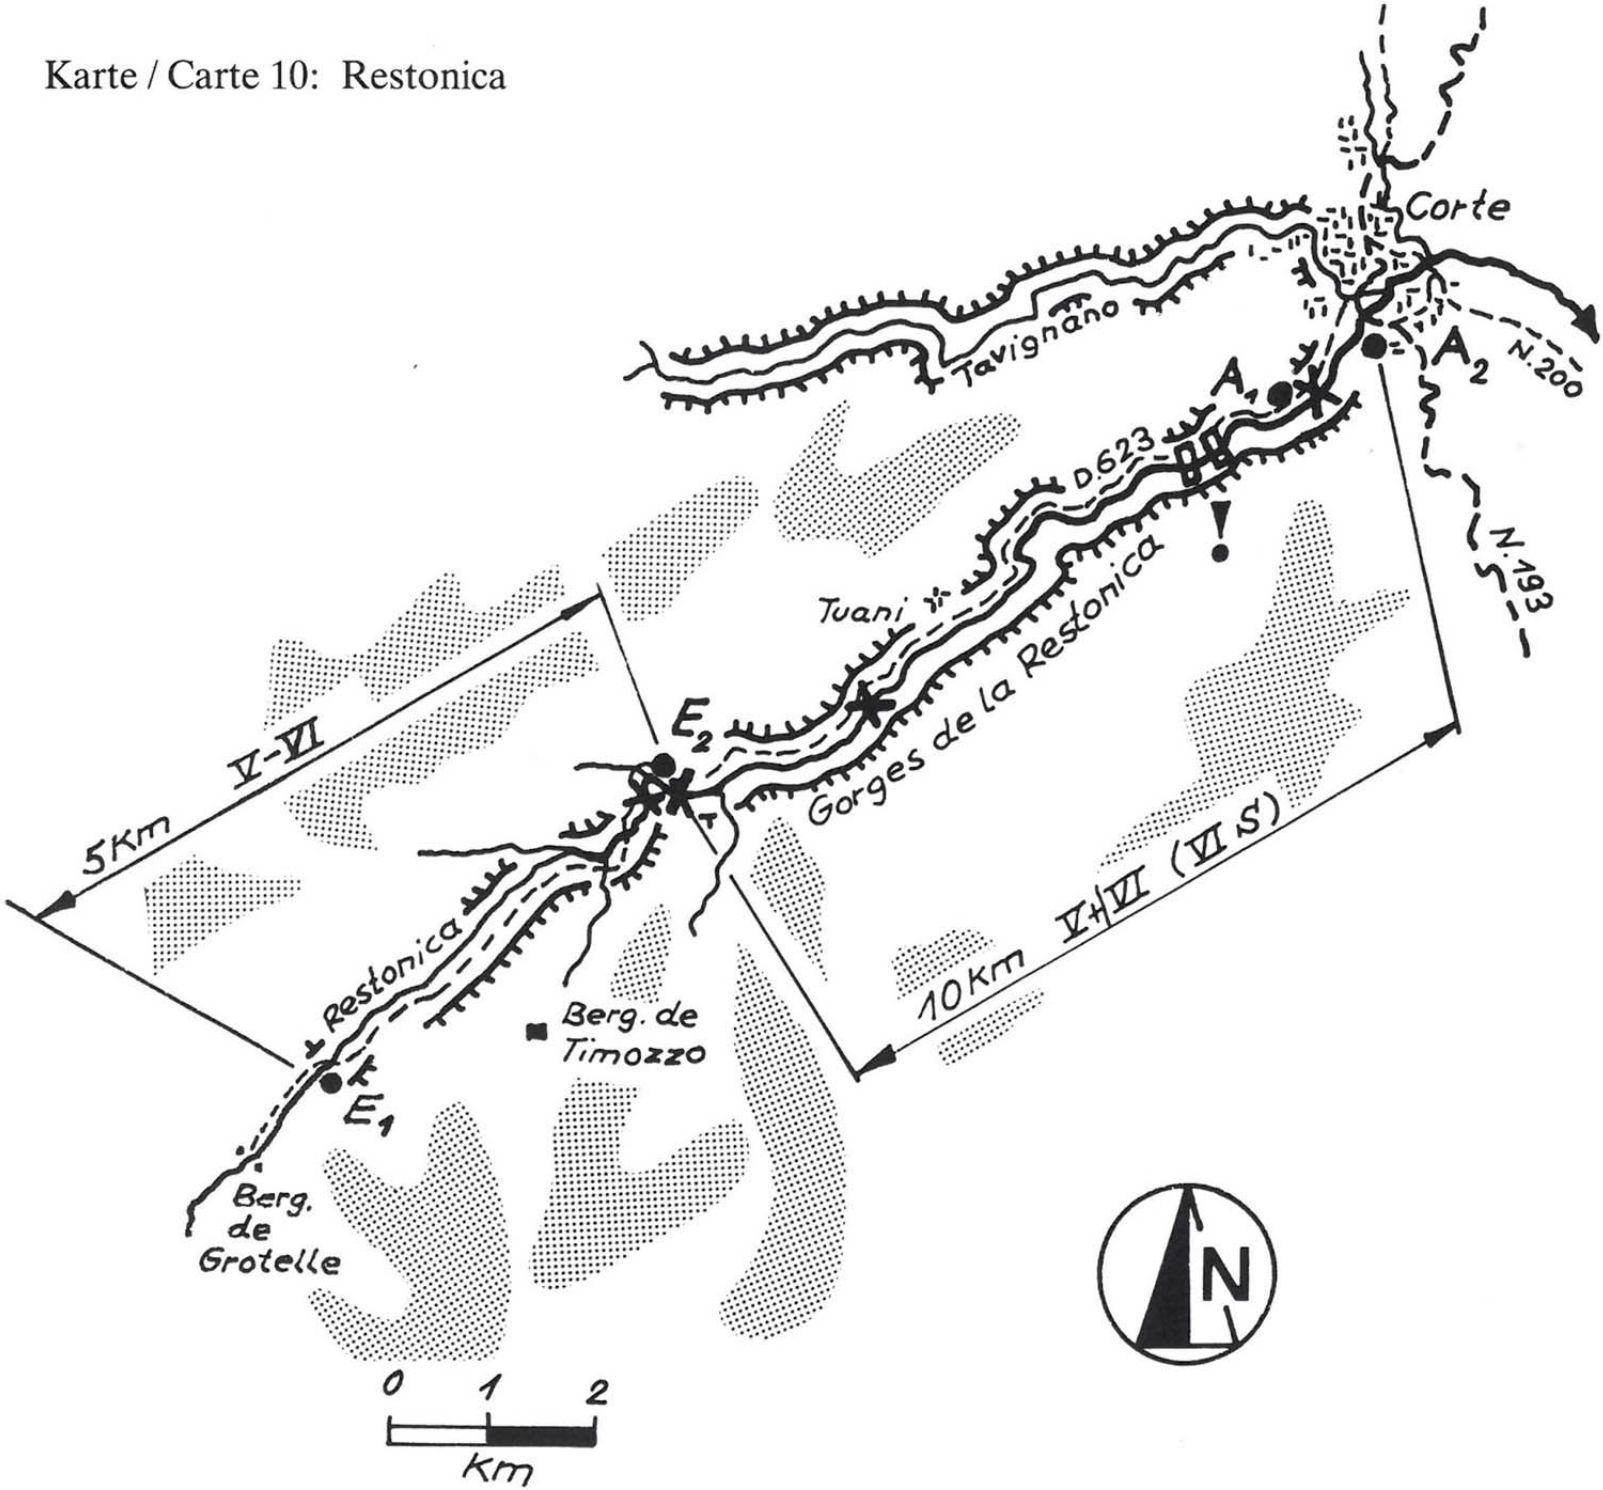 Karte / Carte 10: Restonica
Corte
Tavignano
N.200
A2
A1
D.623
N.193
Tuani
Gorges de la Restonica
E2
V-VI
5km
10km V+VI (VI S)
Restonica
Berg. de
Timozzo
E1
Berg.
de
Grotelle
N
0 1 2
km